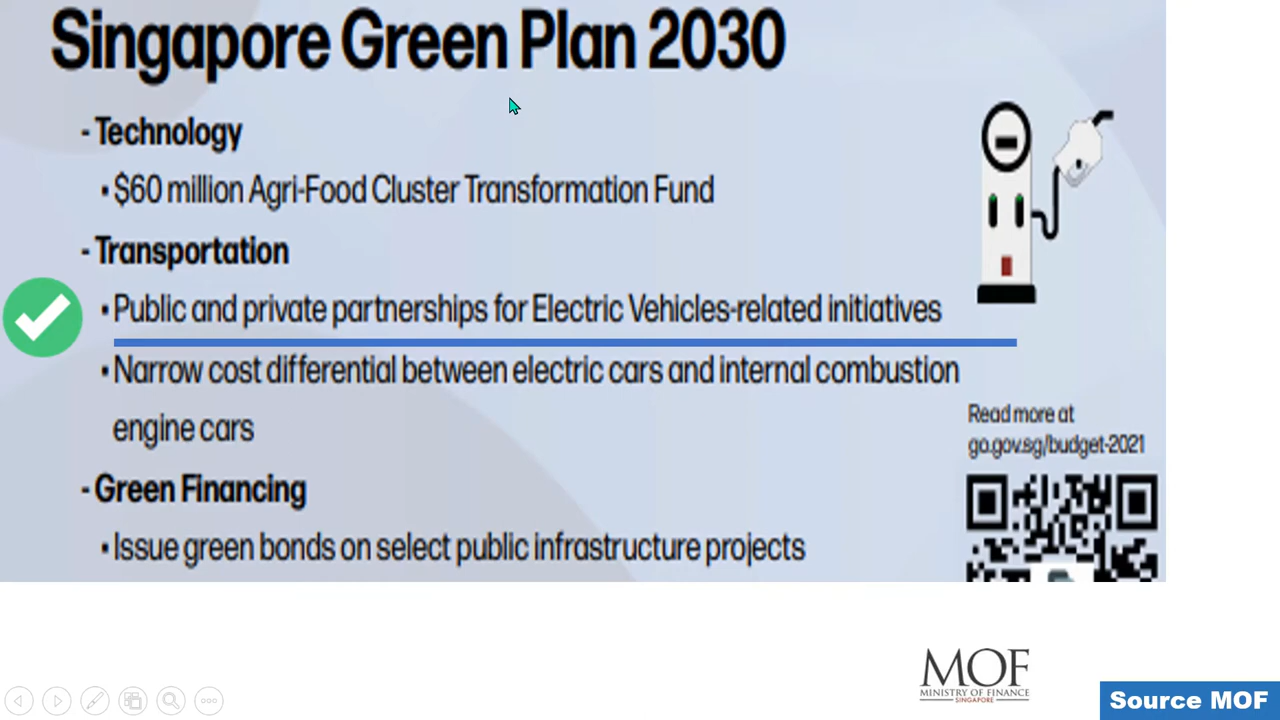 Singapore Green Plan 2030
- Technology
▪ $60 million Agri-Food Cluster Transformation Fund
- Transportation
▪ Public and private partnerships for Electric Vehicles-related initiatives
▪ Narrow cost differential between electric cars and internal combustion
engine cars
- Green Financing
▪ Issue green bonds on select public infrastructure projects
Read more at
go.gov.sg/budget-2021
MOF
MINISTRY OF FINANCE
SINGAPORE
Source MOF